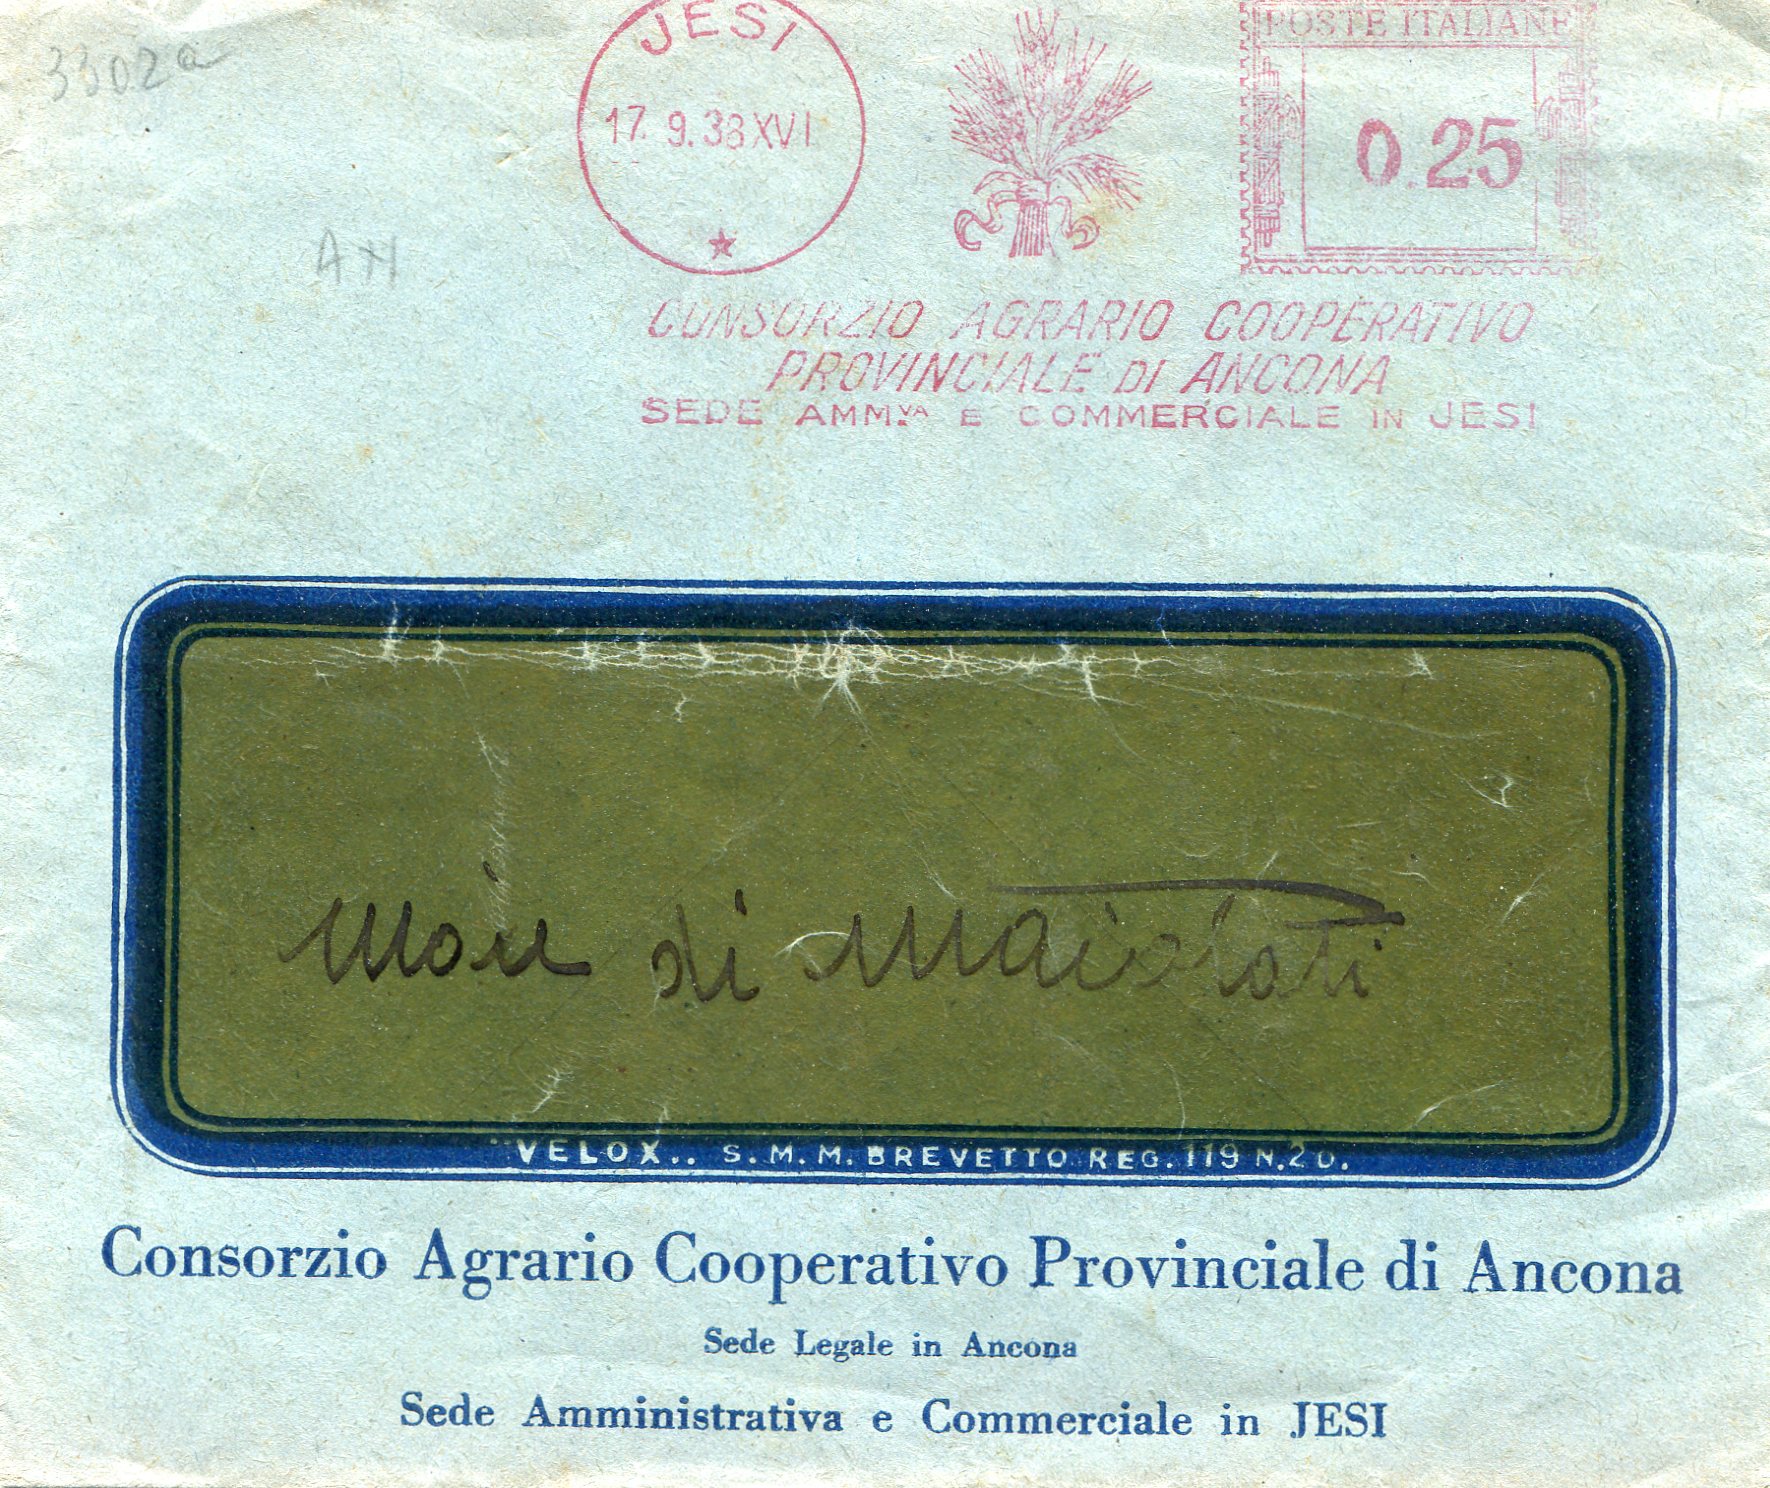 3302a
JESI
17. 9. 38 XVI
POSTE ITALIANE
0.25
AN
CONSORZIO AGRARIO COOPERATIVO
PROVINCIALE DI ANCONA
SEDE AMM.VA E COMMERCIALE IN JESI
di Maiolati
"VELOX.. S.M.M. BREVETTO REG. 119 N.20.
Consorzio Agrario Cooperativo Provinciale di Ancona
Sede Legale in Ancona
Sede Amministrativa e Commerciale in JESI